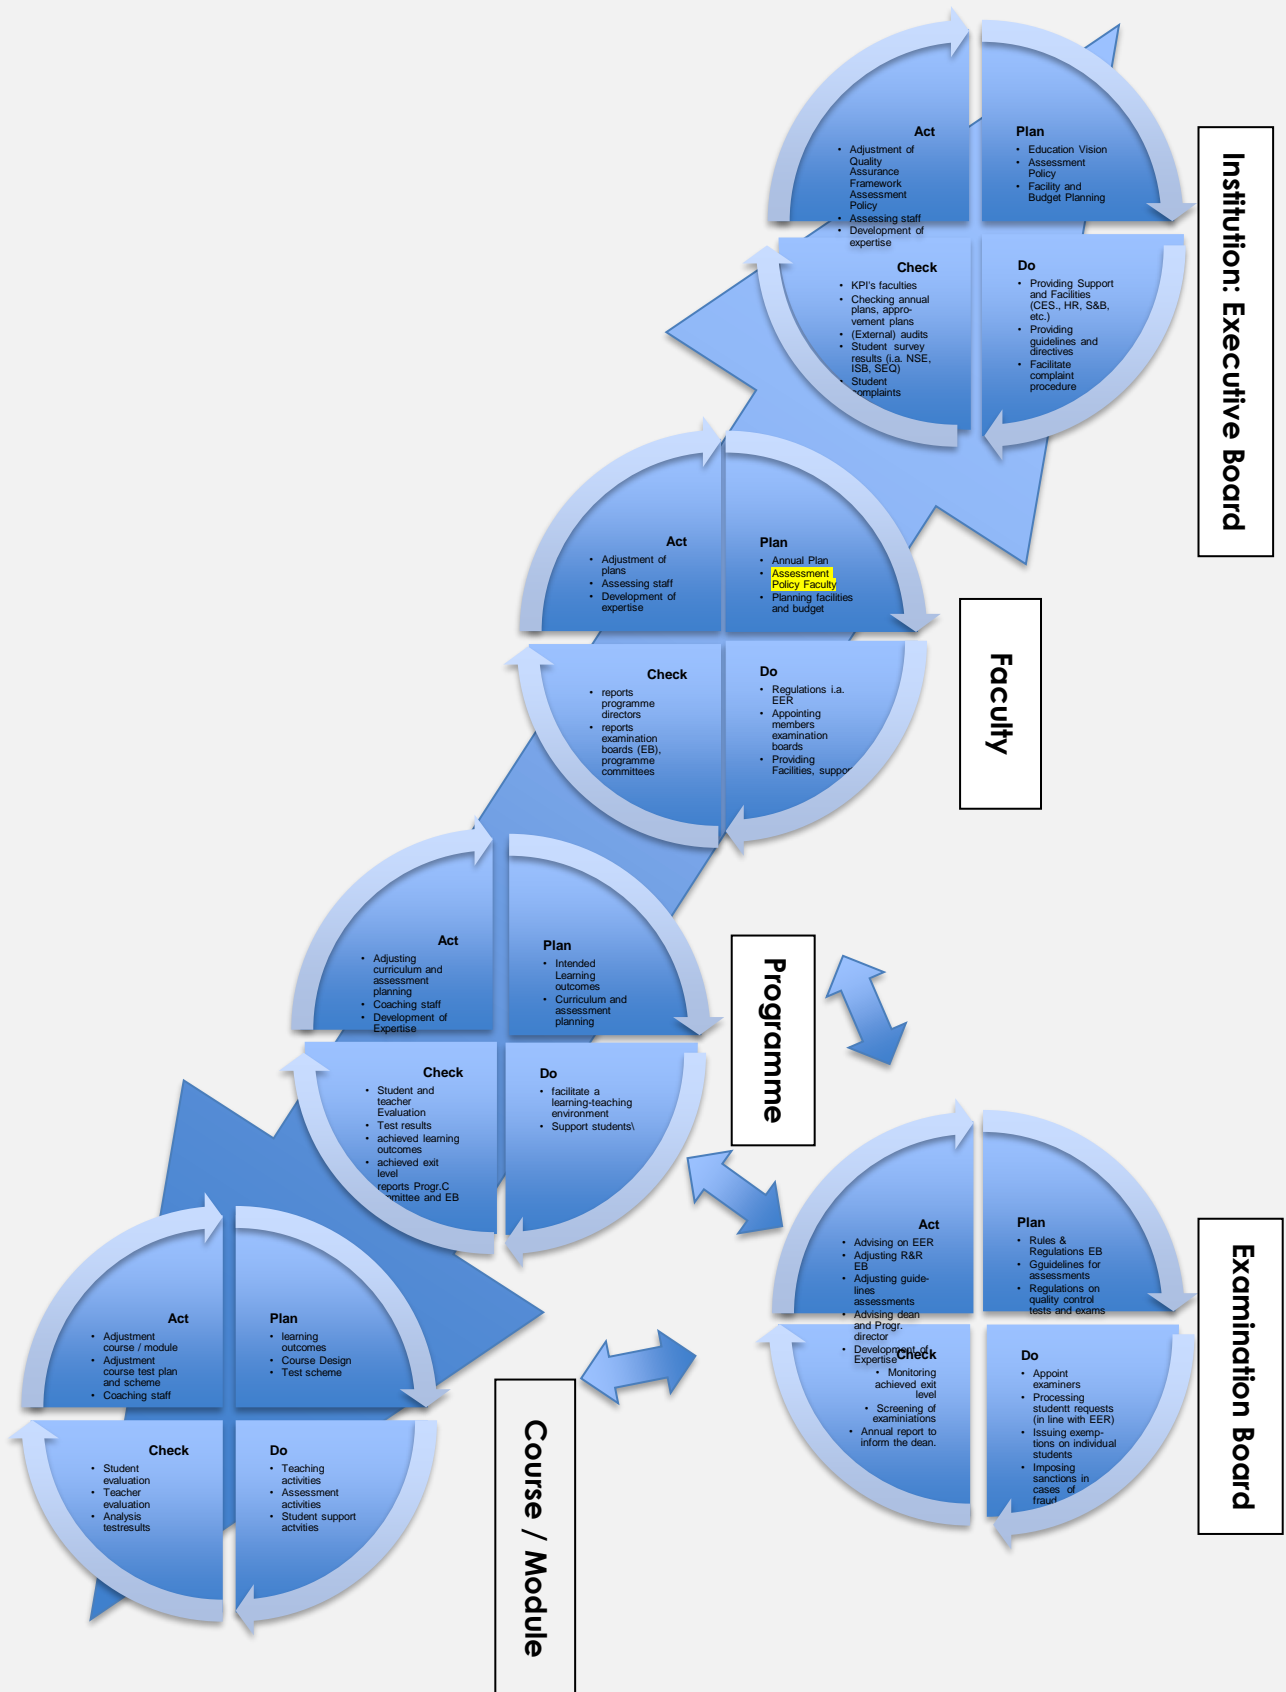 Institution: Executive Board
Act
• Adjustment of
Quality
Assurance
Framework
Assessment
Policy
• Assessing staff
• Development of
expertise
Plan
• Education Vision
• Assessment
Policy
• Facility and
Budget Planning
Check
• KPI's faculties
• Checking annual
plans, appro-
vement plans
• (External) audits
• Student survey
results (i.a. NSE,
ISB, SEQ)
• Student
omplaints
Do
• Providing Support
and Facilities
(CES., HR, S&B,
etc.)
• Providing
guidelines and
directives
• Facilitate
complaint
procedure
Faculty
Act
• Adjustment of
plans
• Assessing staff
• Development of
expertise
Plan
• Annual Plan
• Assessment
Policy Faculty
• Planning facilities
and budget
Check
• reports
programme
directors
• reports
examination
boards (EB),
programme
committees
Do
• Regulations i.a.
EER
• Appointing
members
examination
boards
• Providing
Facilities, suppor
Programme
Act
• Adjusting
curriculum and
assessment
planning
• Coaching staff
• Development of
Expertise
Plan
• Intended
Learning
outcomes
• Curriculum and
assessment
planning
Check
• Student and
teacher
Evaluation
• Test results
• achieved learning
outcomes
• achieved exit
level
reports Progr.C
mmittee and EB
Do
• facilitate a
learning-teaching
environment
• Support students\
Examination Board
Act
• Advising on EER
• Adjusting R&R
EB
• Adjusting guide-
lines
assessments
• Advising dean
and Progr.
director
• Development of
Expertise
Plan
• Rules &
Regulations EB
• Gguidelines for
assessments
• Regulations on
quality control
tests and exams
Check
• Monitoring
achieved exit
level
• Screening of
examiniations
• Annual report to
inform the dean.
Do
• Appoint
examiners
• Processing
studentt requests
(in line with EER)
• Issuing exemp-
tions on individual
students
• Imposing
sanctions in
cases of
fraud
Course / Module
Act
• Adjustment
course / module
• Adjustment
course test plan
and scheme
• Coaching staff
Plan
• learning
outcomes
• Course Design
• Test scheme
Check
• Student
evaluation
• Teacher
evaluation
• Analysis
testresults
Do
• Teaching
activities
• Assessment
activities
• Student support
actvities